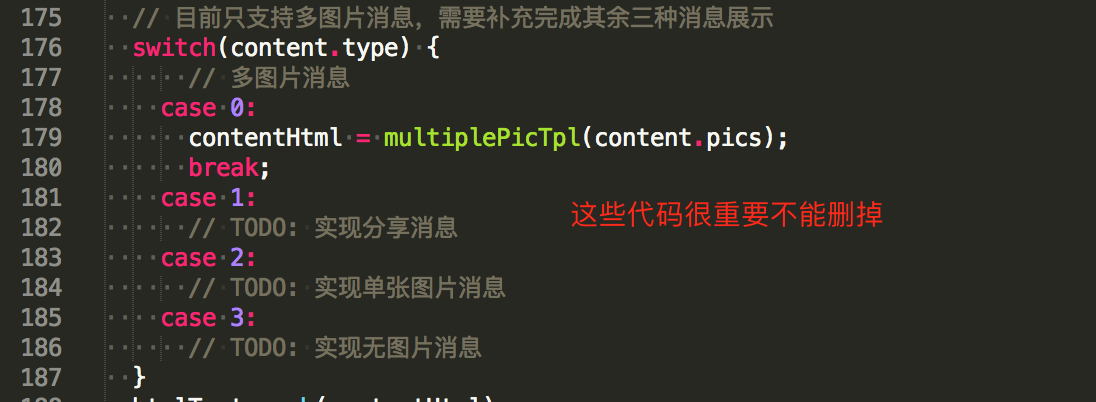 175 // 目前只支持多图片消息，需要补充完成其余三种消息展示
176 switch(content.type) {
177 // 多图片消息
178 case 0:
179 contentHtml = multiplePicTpl(content.pics);
180 break;
181 case 1:
这些代码很重要不能删掉
182 // TODO: 实现分享消息
183 case 2:
184 // TODO: 实现单张图片消息
185 case 3:
186 // TODO: 实现无图片消息
187 }